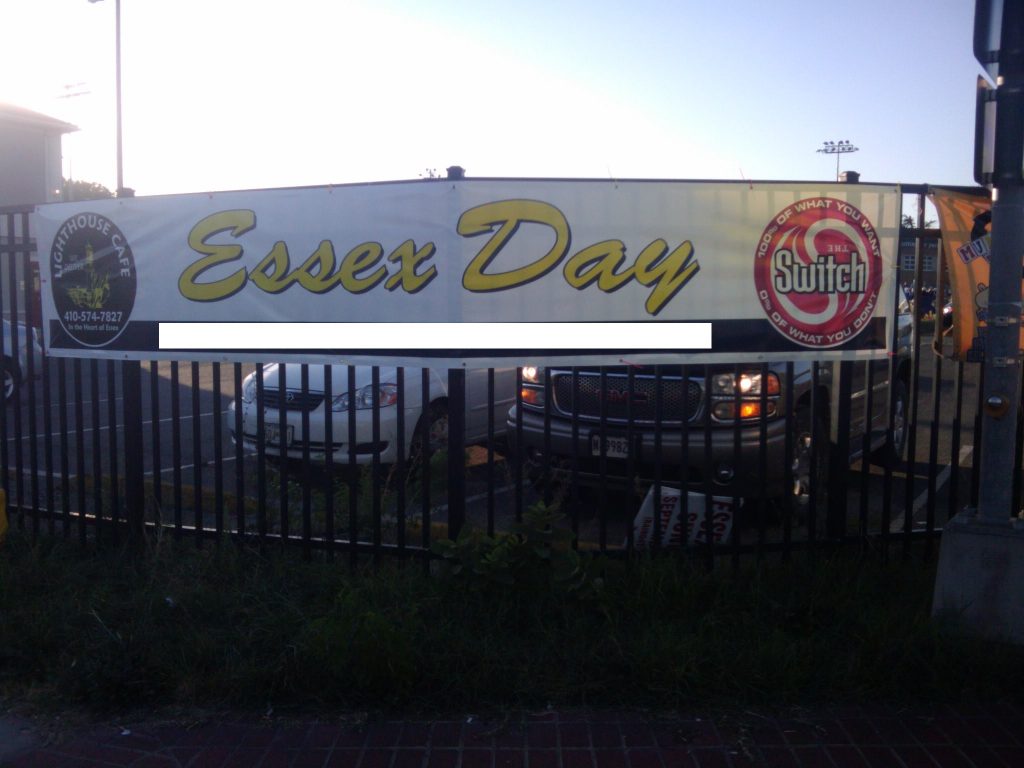 LIGHTHOUSE CAFE
410-574-7827
In the Heart of Essex
Essex Day
100% OF WHAT YOU WANT
THE
Switch
0% OF WHAT YOU DON'T
GMC